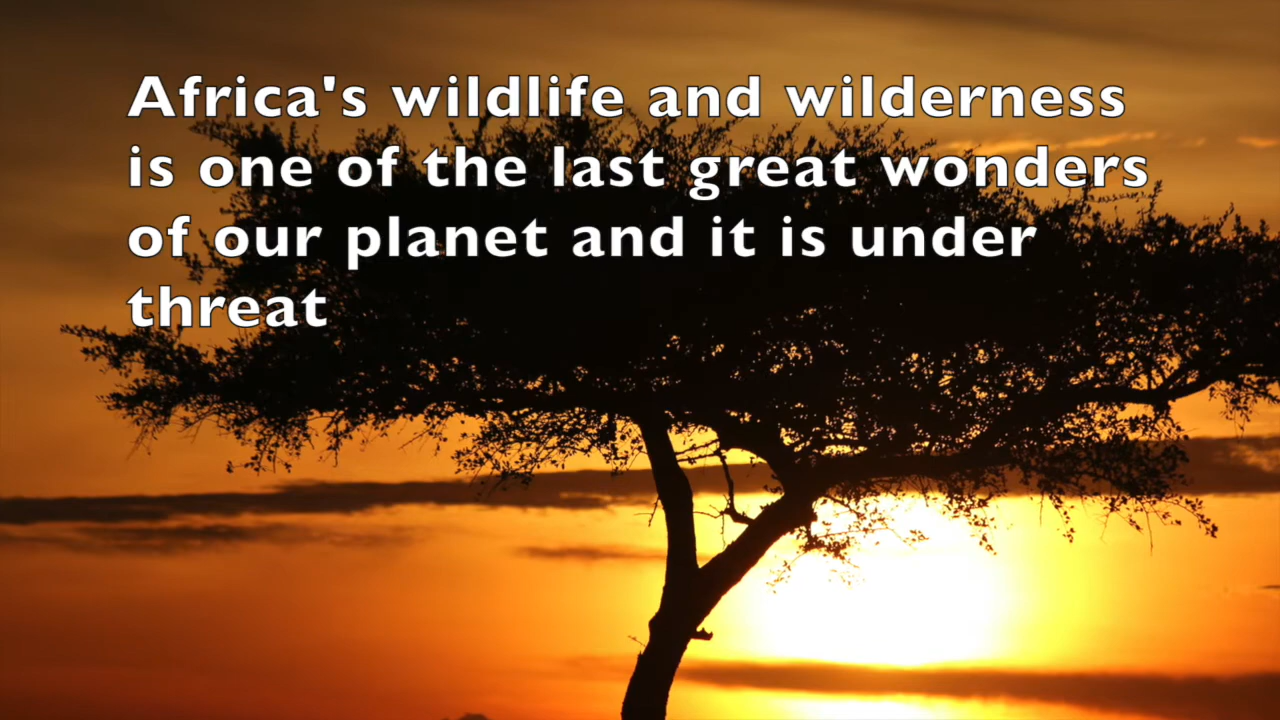 Africa's wildlife and wilderness
is one of the last great wonders
of our planet and it is under
threat